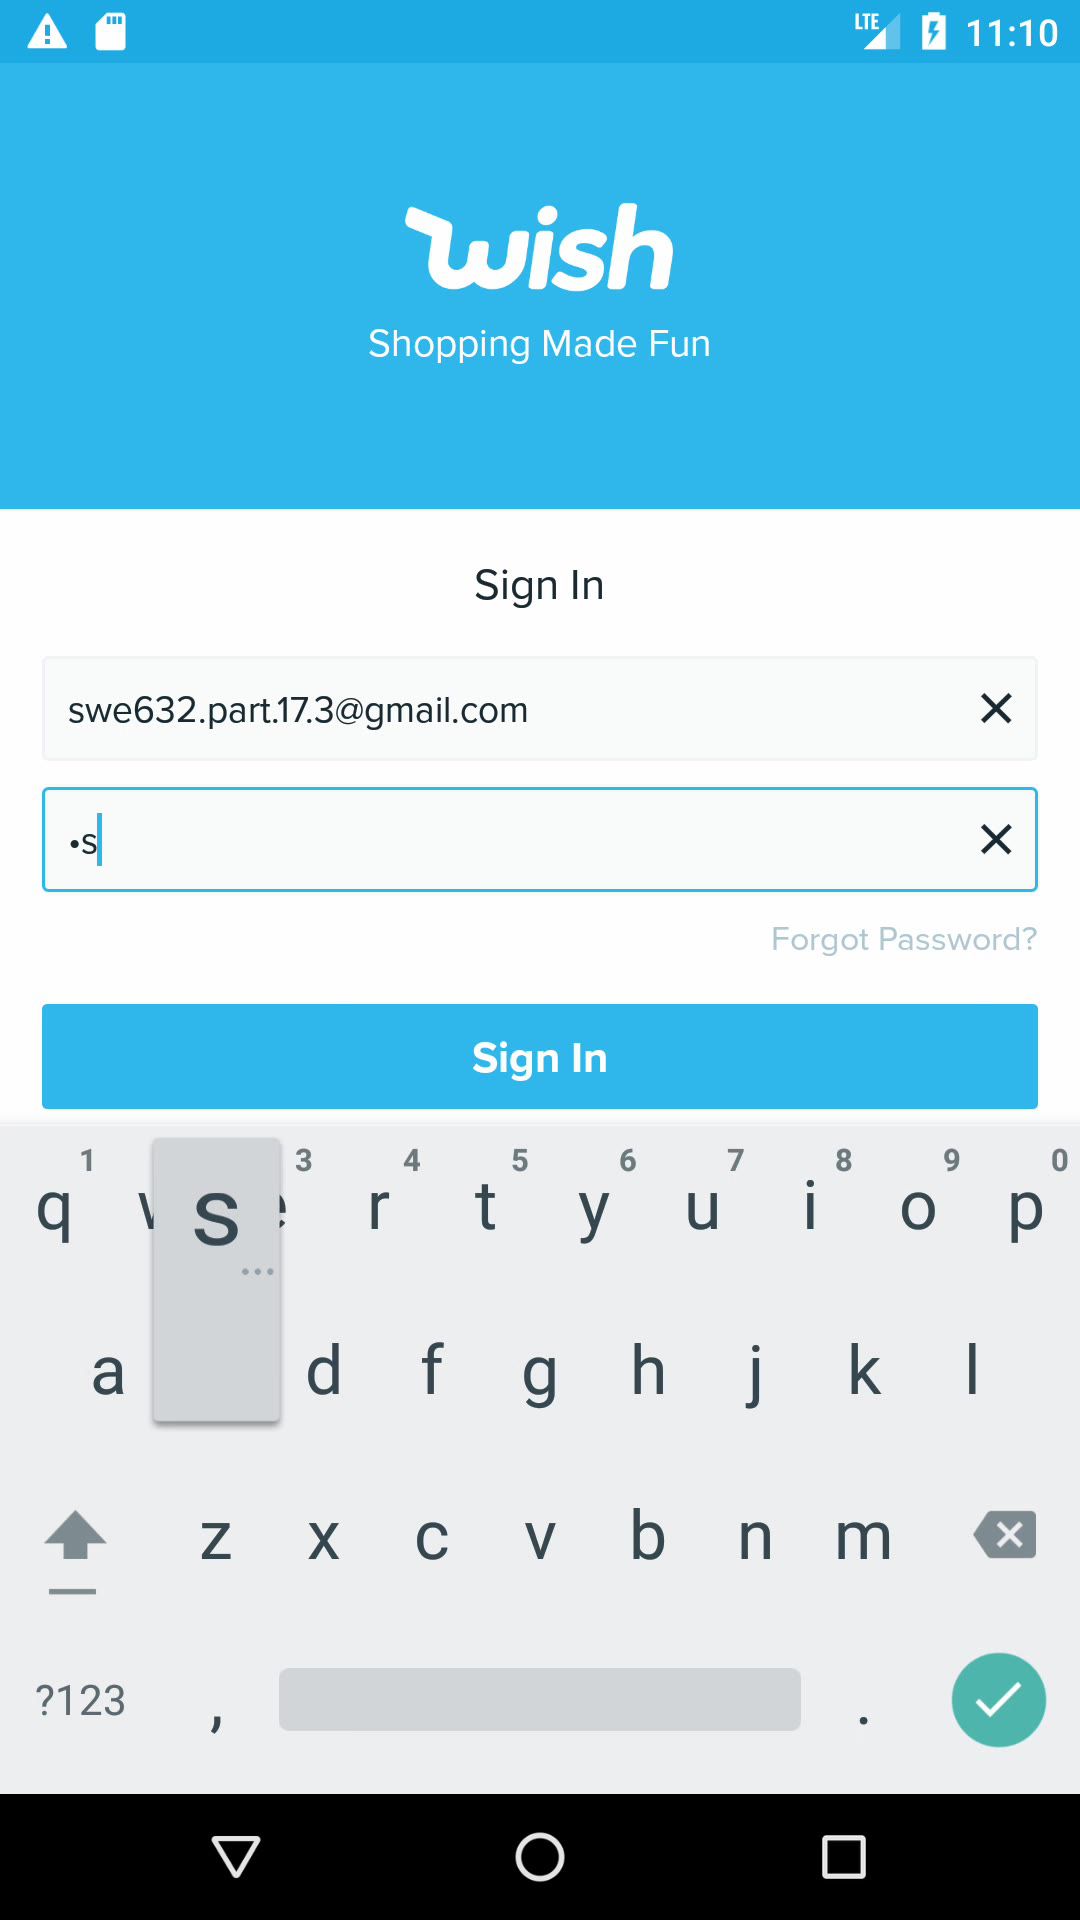 LTE 11:10
wish
Shopping Made Fun
Sign In
swe632.part.17.3@gmail.com
•s
Forgot Password?
Sign In
1 3 4 5 6 7 8 9 0
q w s e r t y u i o p
a d f g h j k l
z x c v b n m
?123 , .